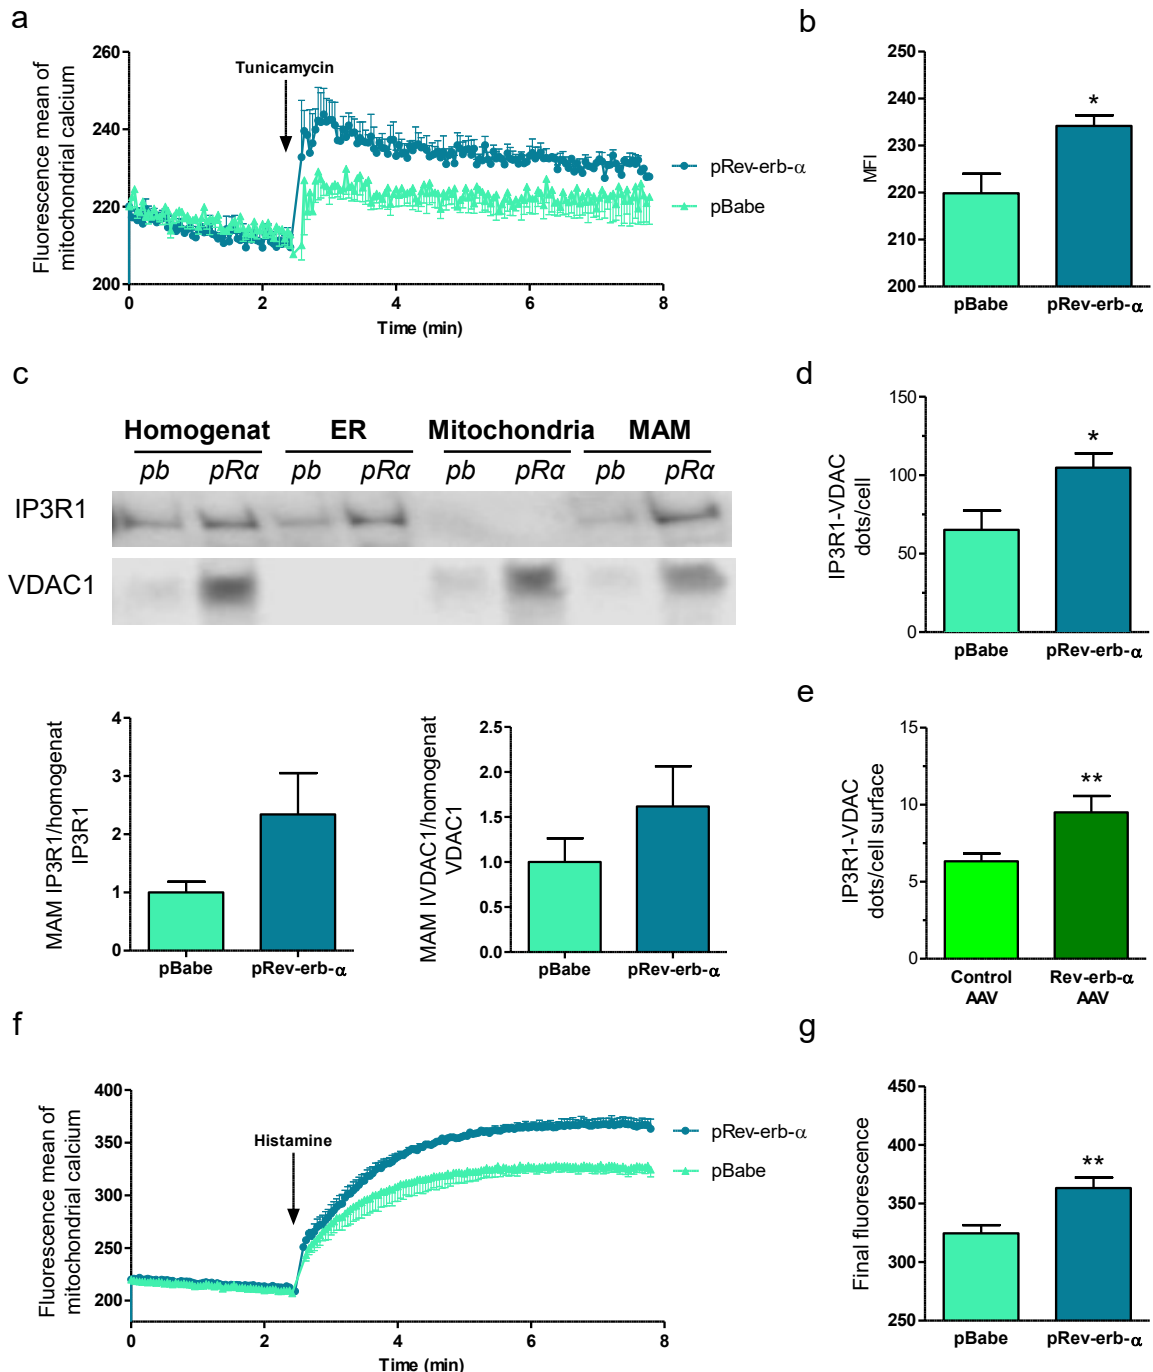 a
Fluorescence mean of
mitochondrial calcium
260
240
220
200
Tunicamycin
pRev-erb-α
pBabe
0 2 4 6 8
Time (min)
b
MFI
250
240
230
220
210
200
*
pBabe pRev-erb-α
c
Homogenat ER Mitochondria MAM
pb pRα pb pRα pb pRα pb pRα
IP3R1
VDAC1
MAM IP3R1/homogenat
IP3R1
4
3
2
1
0
pBabe pRev-erb-α
MAM IVDAC1/homogenat
VDAC1
2.5
2.0
1.5
1.0
0.5
0.0
pBabe pRev-erb-α
d
IP3R1-VDAC
dots/cell
150
100
50
0
*
pBabe pRev-erb-α
e
IP3R1-VDAC
dots/cell surface
15
10
5
0
**
Control Rev-erb-α
AAV AAV
f
Fluorescence mean of
mitochondrial calcium
400
350
300
250
200
Histamine
pRev-erb-α
pBabe
0 2 4 6 8
Time (min)
g
Final fluorescence
450
400
350
300
250
**
pBabe pRev-erb-α